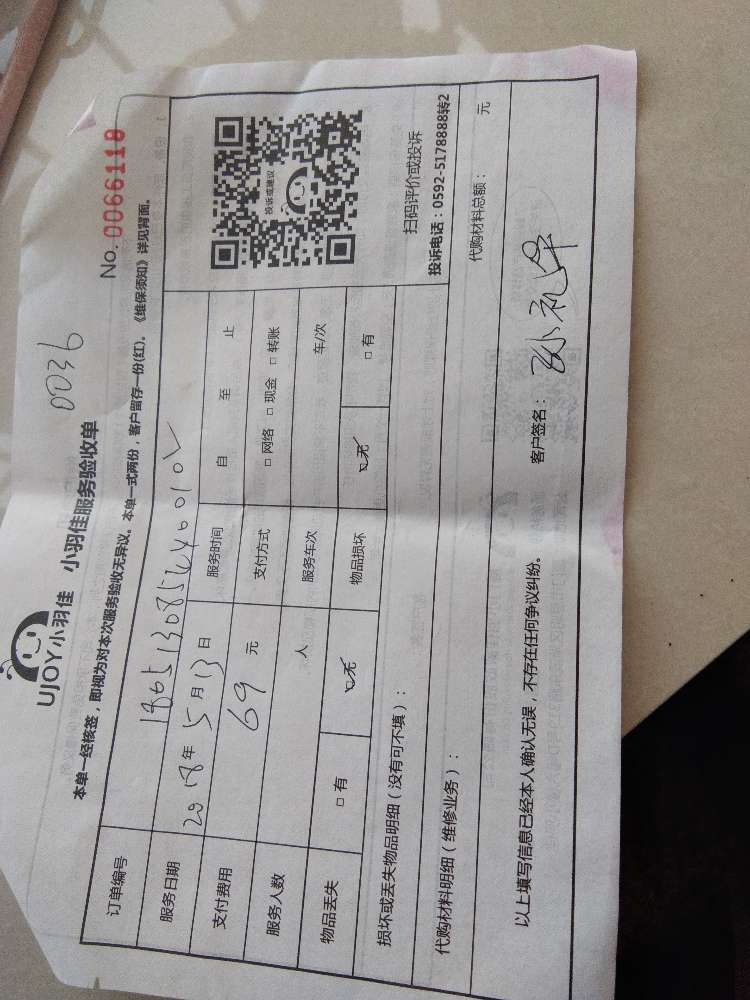 UJOY小羽佳 小羽佳服务验收单 0036
No. 0066118
本单一经核签，即视为对本次服务验收无异议。本单一式两份，客户留存一份(红)。《维保须知》详见背面。
订单编号
服务日期 2018年5月13日 服务时间 自 至 止
支付费用 69 元 支付方式 □ 网络 □ 现金 □ 转账
服务人数 人 服务车次 车/次
物品丢失 □ 有 □无 物品损坏 □无 □ 有
投诉或建议
扫码评价或投诉
投诉电话：0592-5178888转2
损坏或丢失物品明细（没有可不填）：
代购材料明细（维修业务）： 代购材料总额： 元
以上填写信息已经本人确认无误，不存在任何争议纠纷。 客户签名：